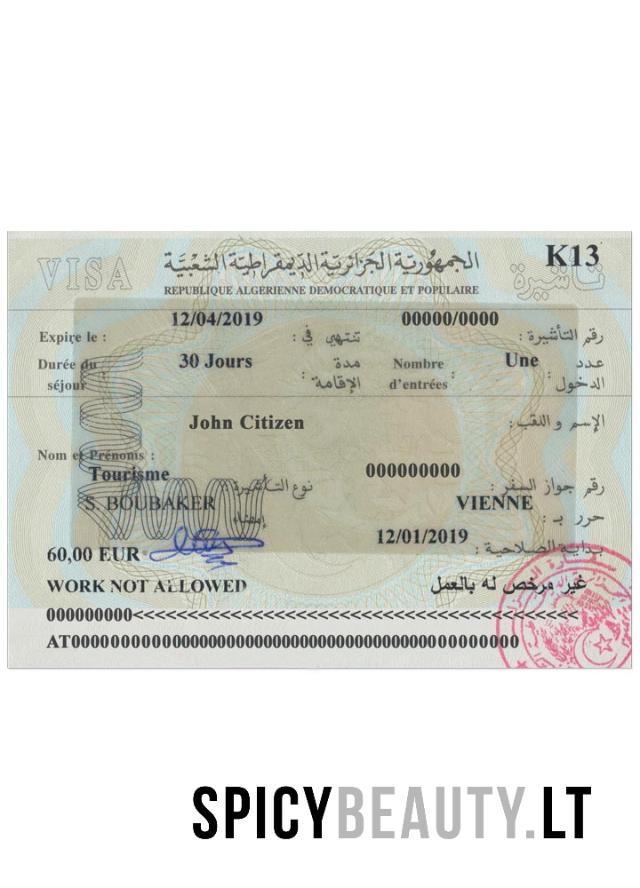 K13
VISA الجمهورية الجزائرية الديمقراطية الشعبية تأشيرة
REPUBLIQUE ALGERIENNE DEMOCRATIQUE ET POPULAIRE
12/04/2019 00000/0000
Expire le : تنتهي في : رقم التأشيرة :
Durée du séjour : 30 Jours مدة الإقامة : Nombre d'entrées : Une عدد الدخول :
John Citizen الإسم و اللقب :
Nom et Prénoms :
Tourisme 000000000
نوع التأشيرة رقم جواز السفر :
S. BOUBAKER إمضاء VIENNE حرر بـ :
12/01/2019 بداية الصلاحية :
60,00 EUR
WORK NOT ALLOWED غير مرخص له بالعمل
000000000<<<<<<<<<<<<<<<<<<<<<<<<<<<<<<<<<<<
AT000000000000000000000000000000000000000000
SPICYBEAUTY.LT